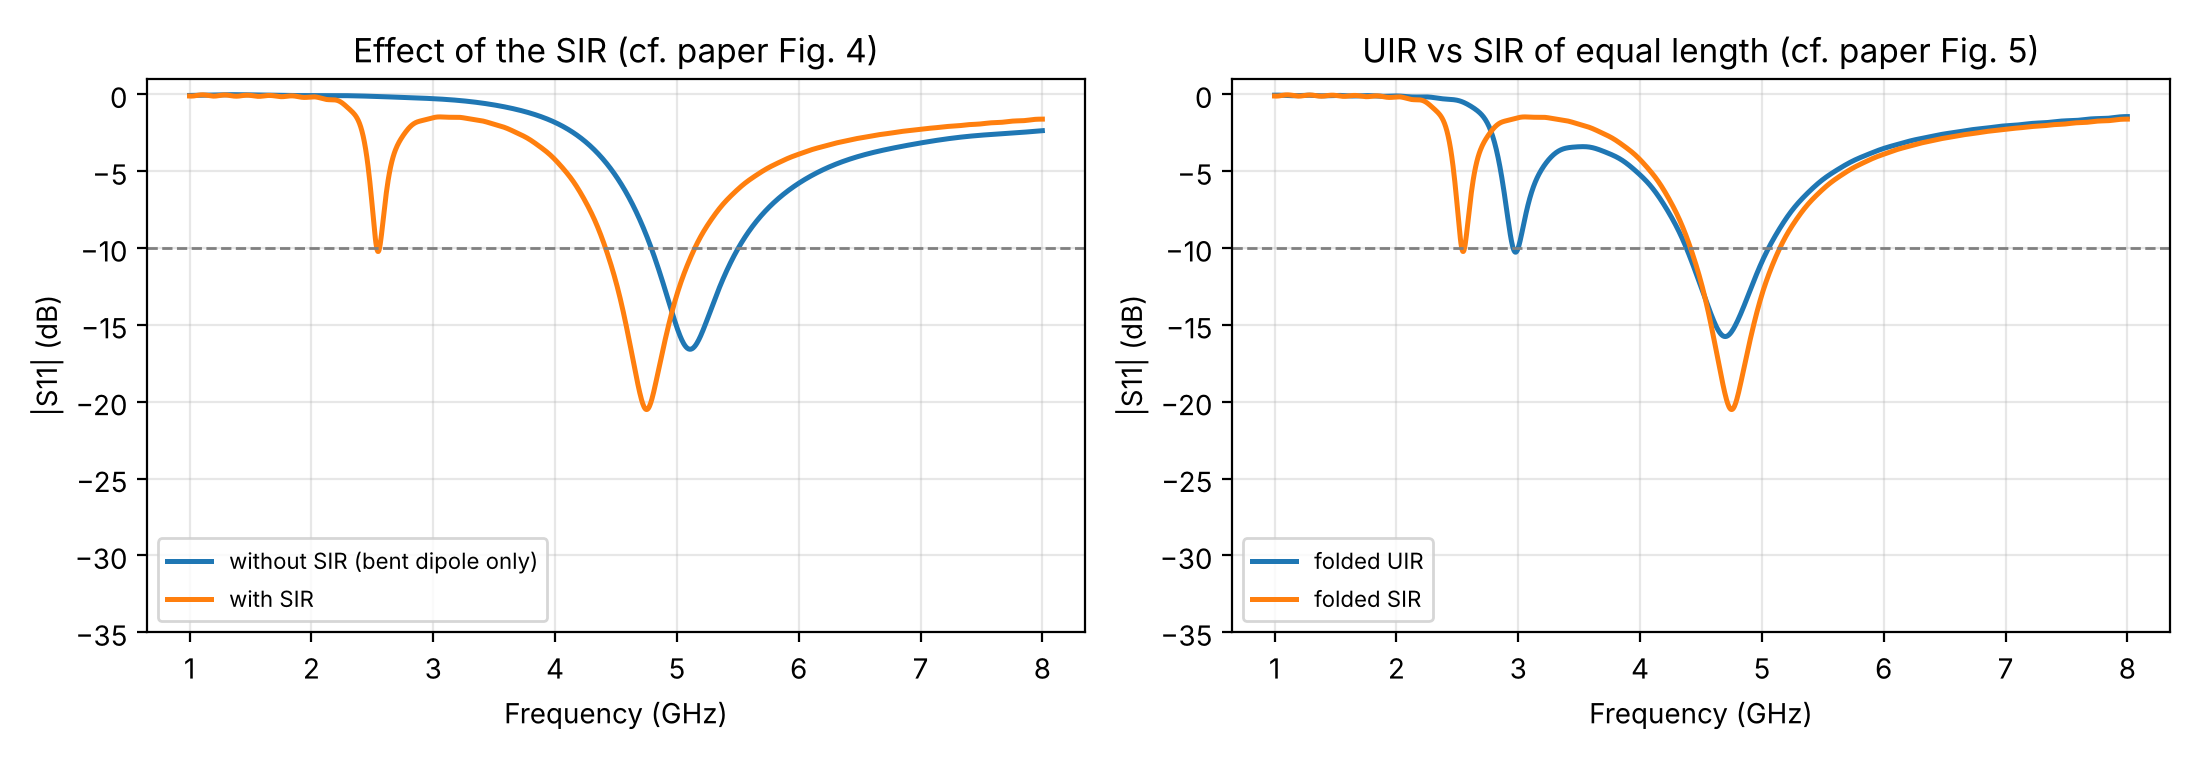 Effect of the SIR (cf. paper Fig. 4)
|S11| (dB)
0
−5
−10
−15
−20
−25
−30
−35
without SIR (bent dipole only)
with SIR
1 2 3 4 5 6 7 8
Frequency (GHz)
UIR vs SIR of equal length (cf. paper Fig. 5)
|S11| (dB)
0
−5
−10
−15
−20
−25
−30
−35
folded UIR
folded SIR
1 2 3 4 5 6 7 8
Frequency (GHz)